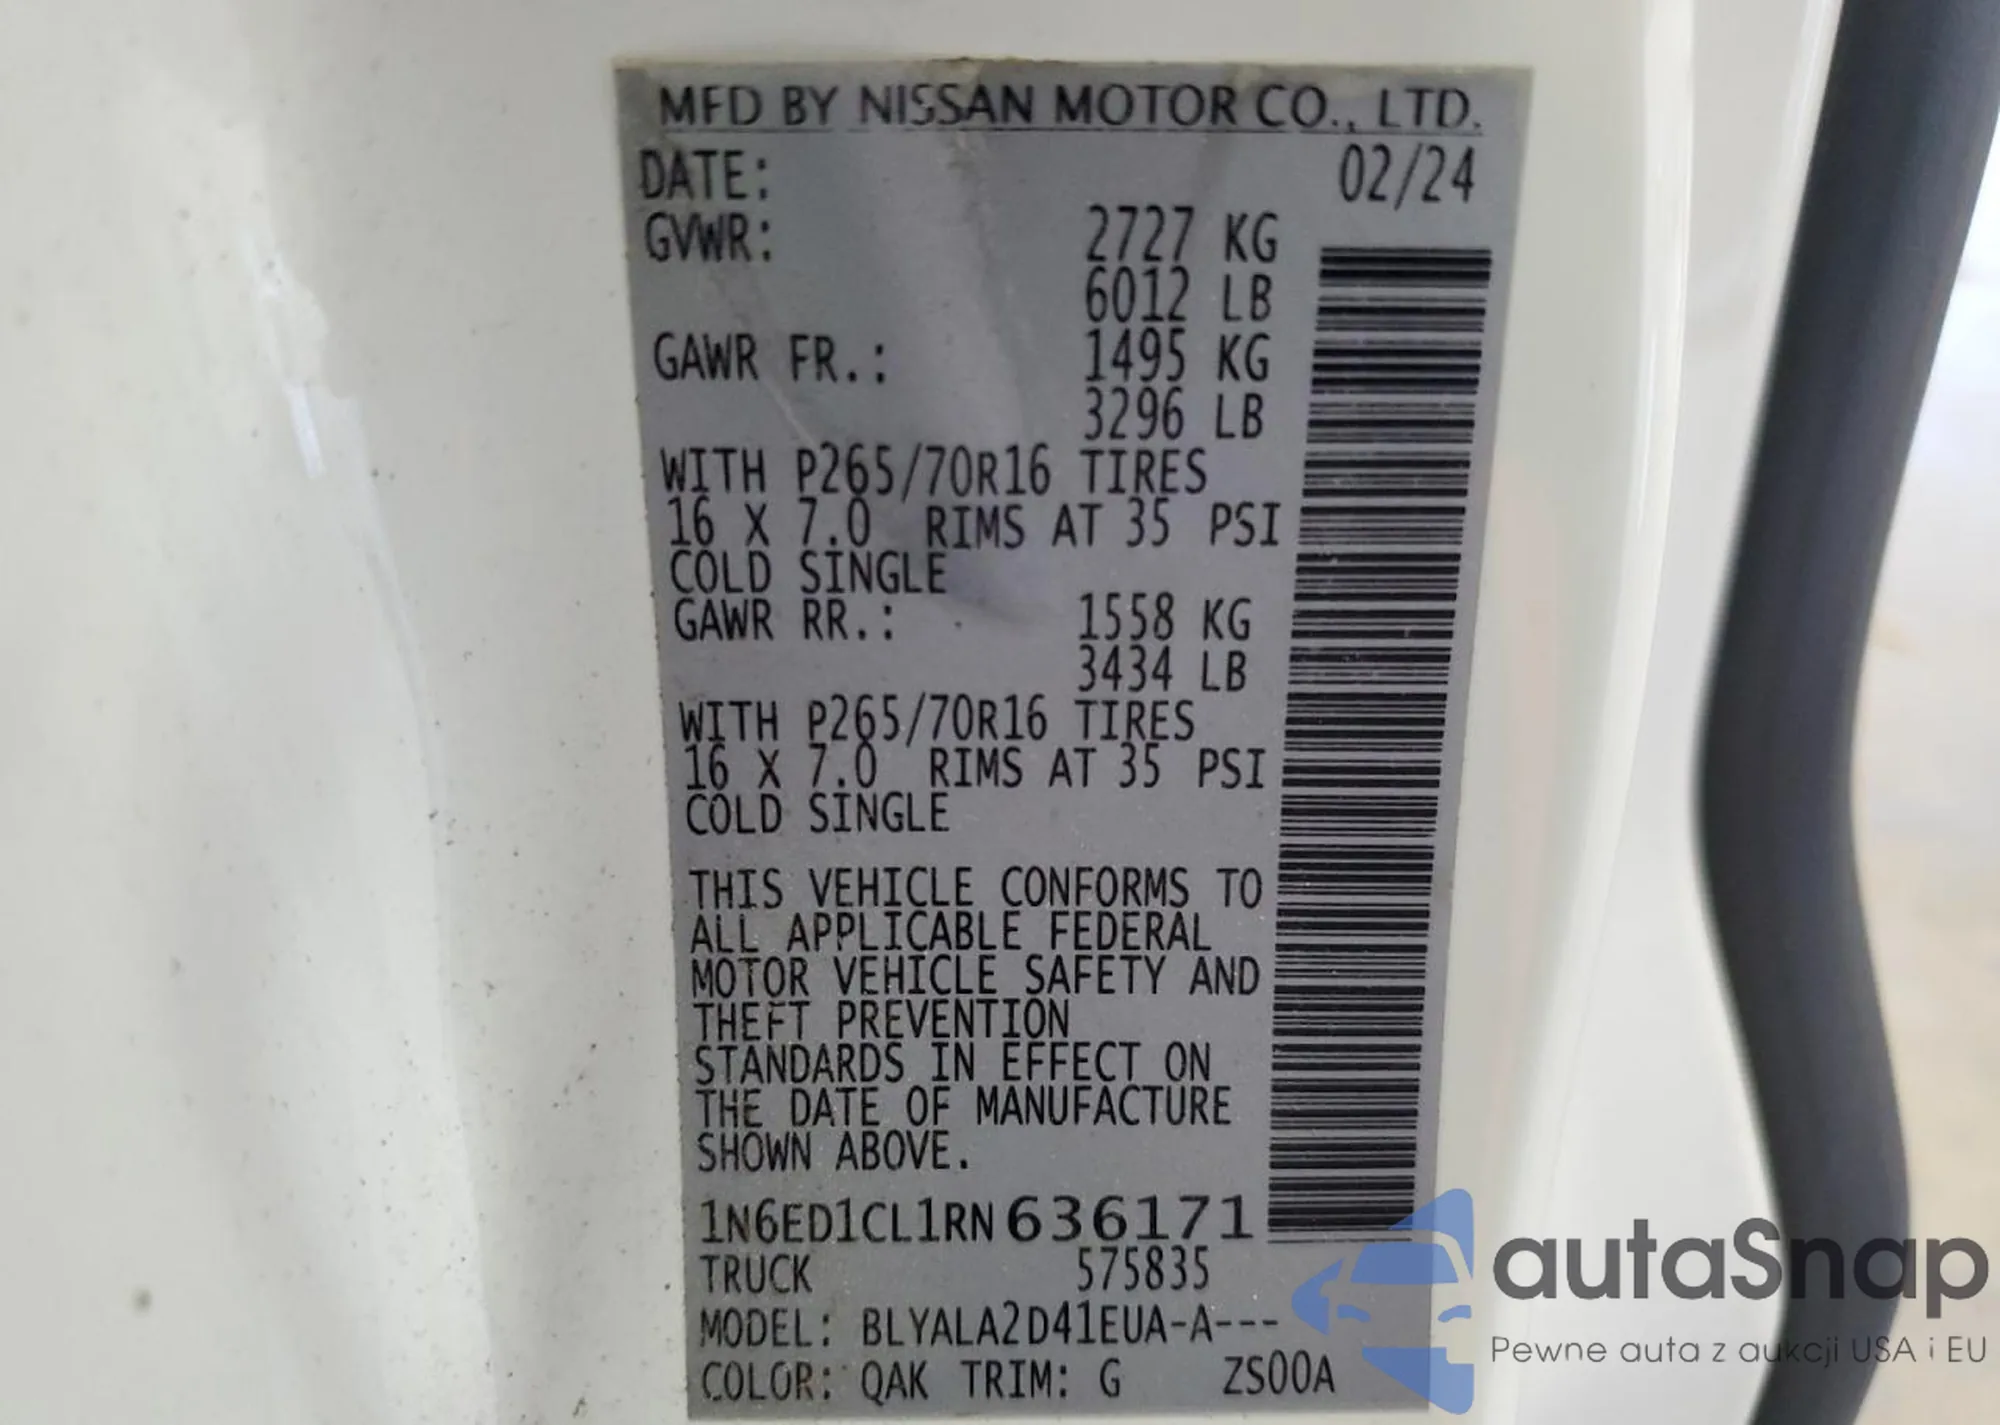 MFD BY NISSAN MOTOR CO., LTD.
DATE: 02/24
GVWR: 2727 KG
6012 LB
GAWR FR.: 1495 KG
3296 LB
WITH P265/70R16 TIRES
16 X 7.0 RIMS AT 35 PSI
COLD SINGLE
GAWR RR.: 1558 KG
3434 LB
WITH P265/70R16 TIRES
16 X 7.0 RIMS AT 35 PSI
COLD SINGLE
THIS VEHICLE CONFORMS TO
ALL APPLICABLE FEDERAL
MOTOR VEHICLE SAFETY AND
THEFT PREVENTION
STANDARDS IN EFFECT ON
THE DATE OF MANUFACTURE
SHOWN ABOVE.
1N6ED1CL1RN636171
TRUCK 575835
MODEL: BLYALA2D41EUA-A---
COLOR: QAK TRIM: G ZS00A
autaSnap
Pewne auta z aukcji USA i EU